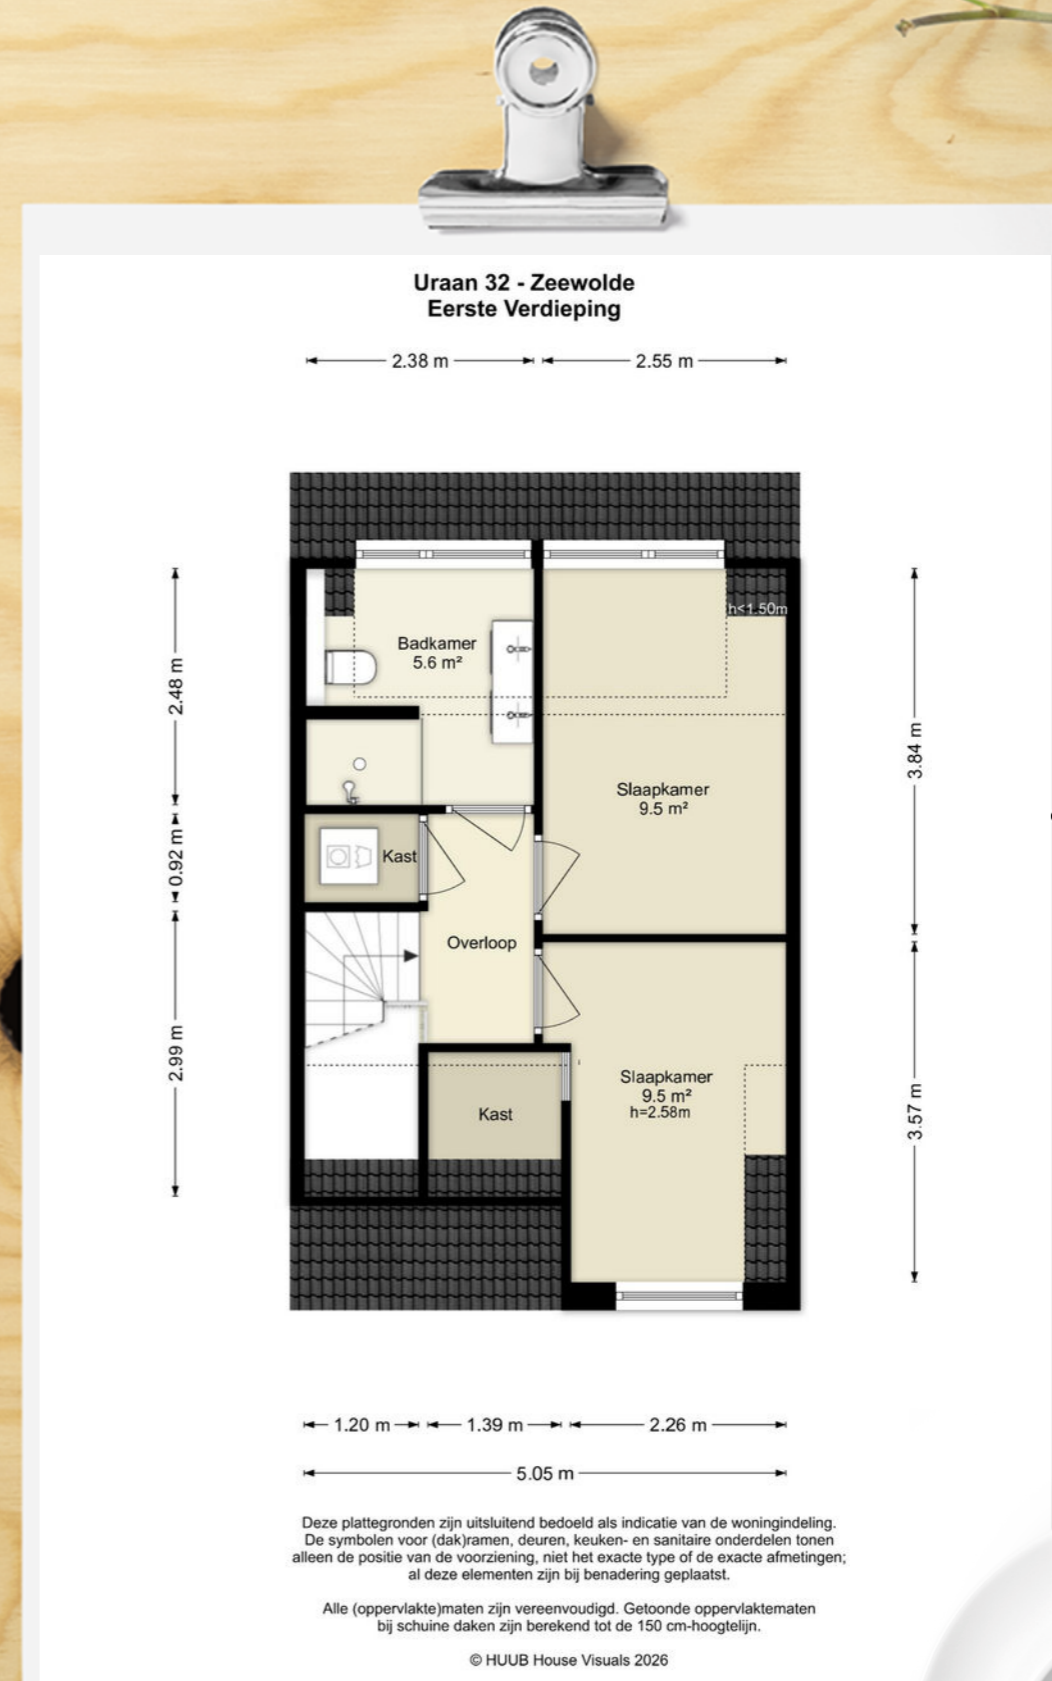 Uraan 32 - Zeewolde
Eerste Verdieping
2.38 m
2.55 m
h<1.50m
Badkamer
5.6 m²
2.48 m
3.84 m
Slaapkamer
9.5 m²
Kast
0.92 m
Overloop
2.99 m
Slaapkamer
9.5 m²
h=2.58m
Kast
3.57 m
1.20 m
1.39 m
2.26 m
5.05 m
Deze plattegronden zijn uitsluitend bedoeld als indicatie van de woningindeling.
De symbolen voor (dak)ramen, deuren, keuken- en sanitaire onderdelen tonen
alleen de positie van de voorziening, niet het exacte type of de exacte afmetingen;
al deze elementen zijn bij benadering geplaatst.
Alle (oppervlakte)maten zijn vereenvoudigd. Getoonde oppervlaktematen
bij schuine daken zijn berekend tot de 150 cm-hoogtelijn.
© HUUB House Visuals 2026